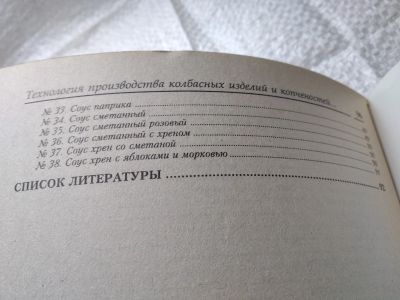 Технология производства колбасных изделий и копченостей
№ 33. Соус паприка
№ 34. Соус сметанный
№ 35. Соус сметанный розовый
№ 36. Соус сметанный с хреном
№ 37. Соус хрен со сметаной
№ 38. Соус хрен с яблоками и морковью
СПИСОК ЛИТЕРАТУРЫ